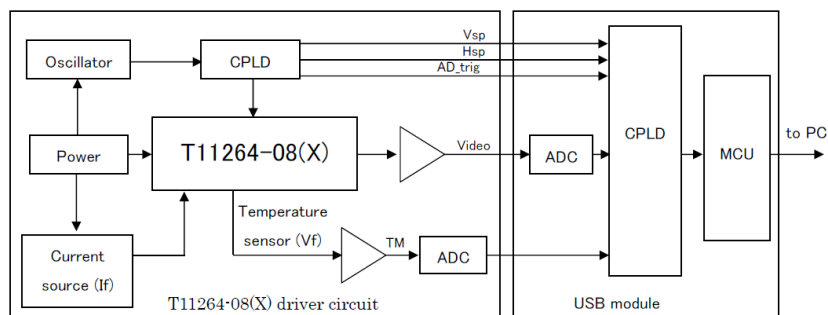 Vsp
Hsp
AD_trig
Oscillator
CPLD
CPLD
MCU
to PC
Power
T11264-08(X)
Video
ADC
Temperature
sensor (Vf)
TM
ADC
Current
source (If)
T11264-08(X) driver circuit
USB module